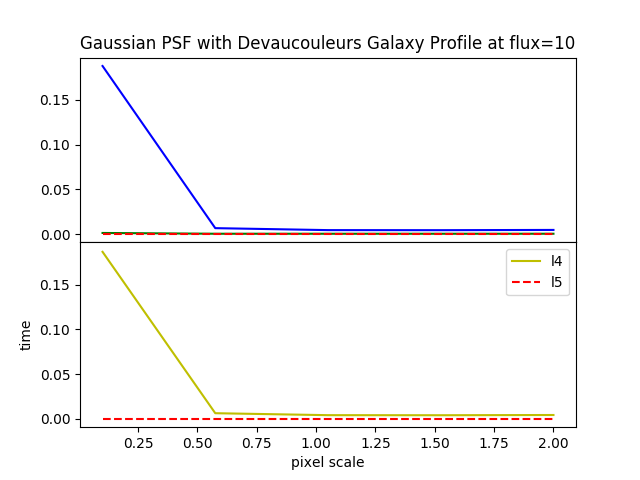 Gaussian PSF with Devaucouleurs Galaxy Profile at flux=10
0.15
0.10
0.05
0.00
l4
l5
0.15
0.10
0.05
0.00
time
0.25 0.50 0.75 1.00 1.25 1.50 1.75 2.00
pixel scale